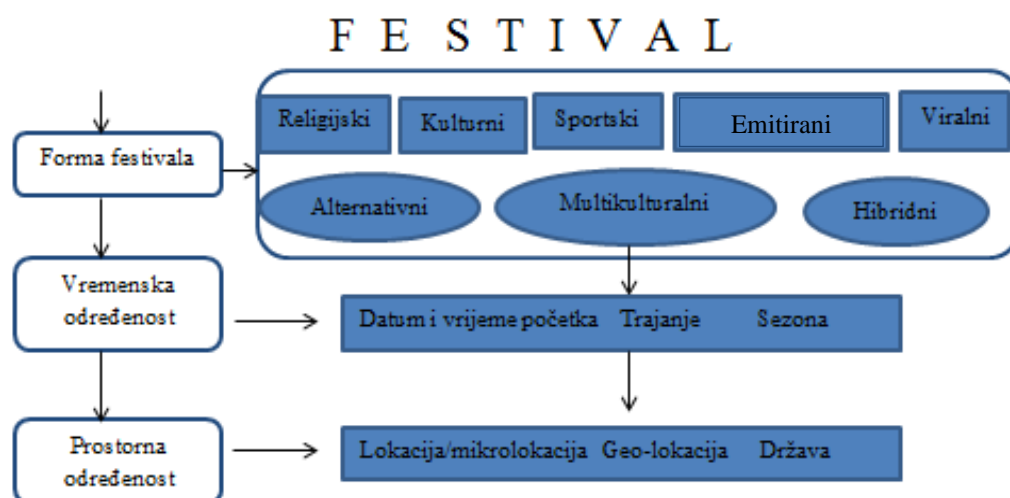 F E S T I V A L
Religijski Kulturni Sportski Emitirani Viralni
Forma festivala
Alternativni Multikulturalni Hibridni
Vremenska
određenost
Datum i vrijeme početka Trajanje Sezona
Prostorna
određenost
Lokacija/mikrolokacija Geo-lokacija Država